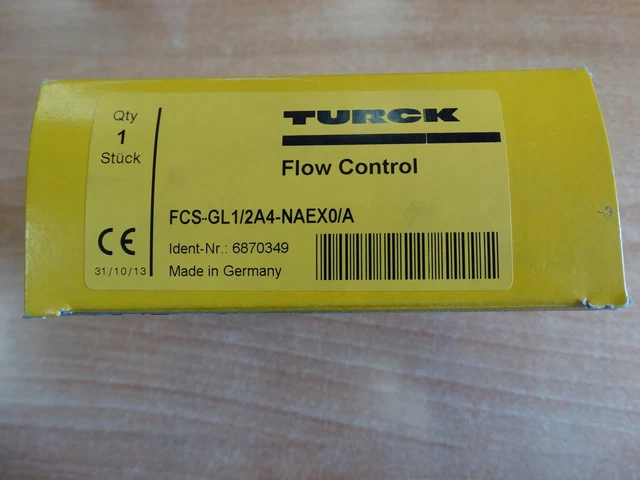 Qty
1
Stück
CE
31/10/13
TURCK
Flow Control
FCS-GL1/2A4-NAEX0/A
Ident-Nr.: 6870349
Made in Germany